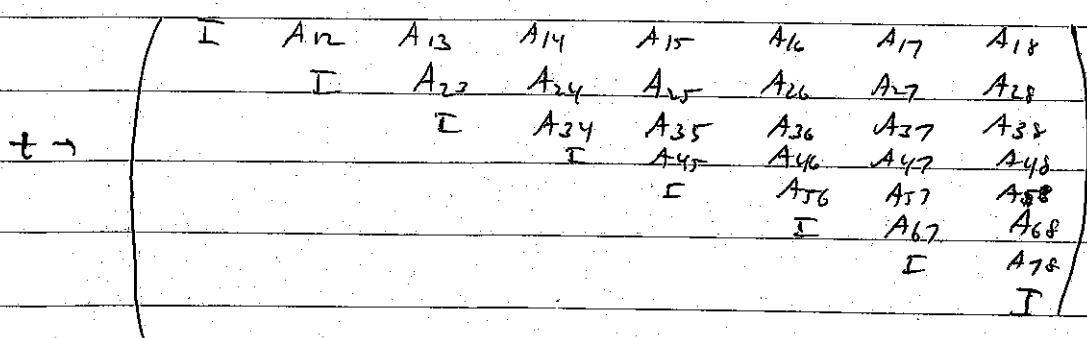 I A12 A13 A14 A15 A16 A17 A18
I A23 A24 A25 A26 A27 A28
I A34 A35 A36 A37 A38
t → I A45 A46 A47 A48
I A56 A57 A58
I A67 A68
I A78
I